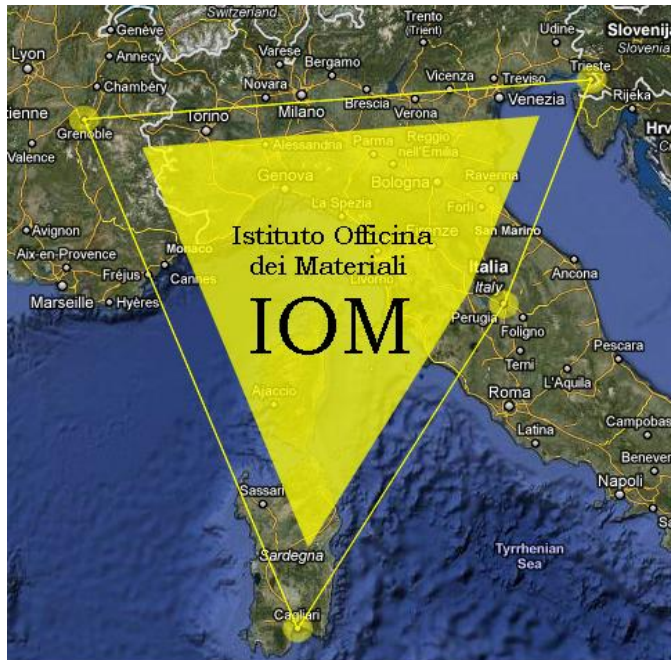 Switzerland
Genève
Lyon
Annecy
Chambéry
Trento
(Trient)
Udine
Slovenij
Slovenia
Varese
Bergamo
Trieste
Novara
Milano
Brescia
Vicenza
Treviso
Verona
Venezia
Rijeka
tienne
Grenoble
Torino
Hrv
Valence
Alessandria
Parma
Reggio
nell'Emilia
Genova
Bologna
Ravenna
La Spezia
Forlì
Avignon
Aix-en-Provence
Monaco
Istituto Officina
dei Materiali
IOM
Firenze
San Marino
Fréjus
Cannes
Livorno
Italia
Italy
Ancona
Marseille
Hyères
Perugia
Foligno
Terni
Pescara
L'Aquila
Ajaccio
Roma
Latina
Campobas
Beneven
Napoli
Sassari
Sardegna
Tyrrhenian
Sea
Cagliari